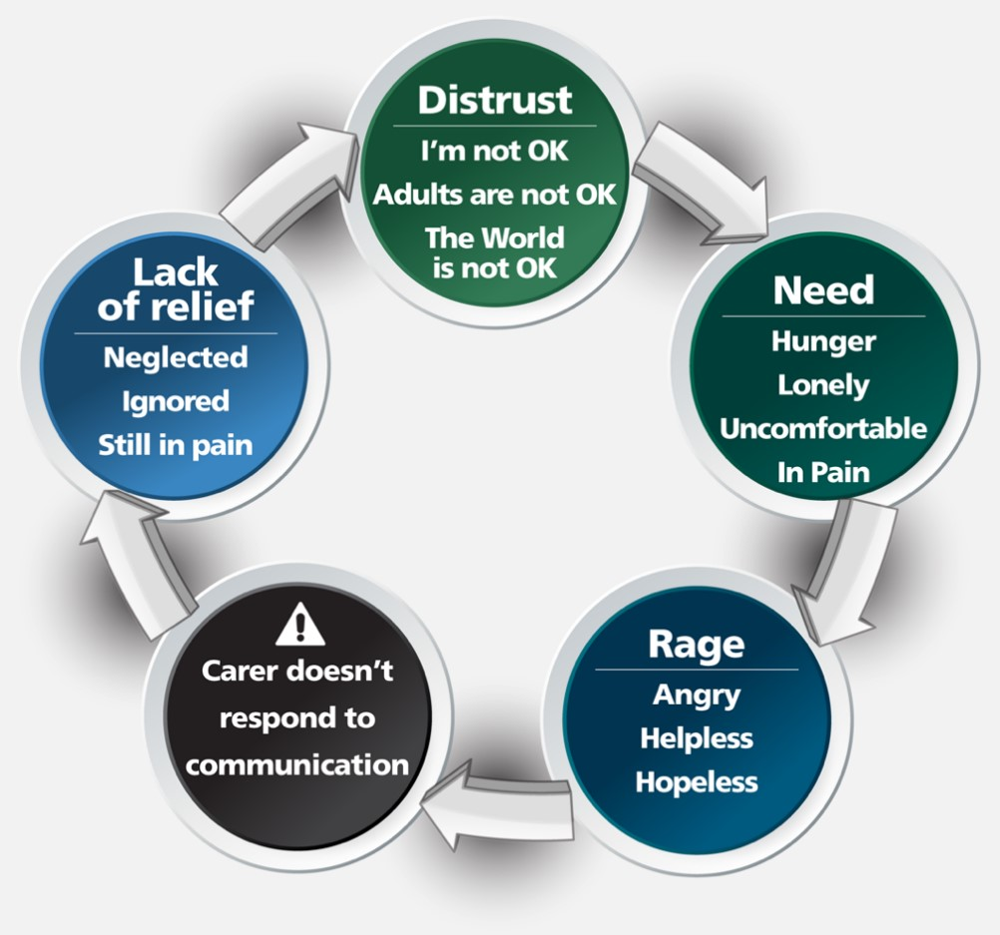 Distrust
I'm not OK
Adults are not OK
The World
is not OK
Need
Hunger
Lonely
Uncomfortable
In Pain
Rage
Angry
Helpless
Hopeless
Carer doesn't
respond to
communication
Lack
of relief
Neglected
Ignored
Still in pain